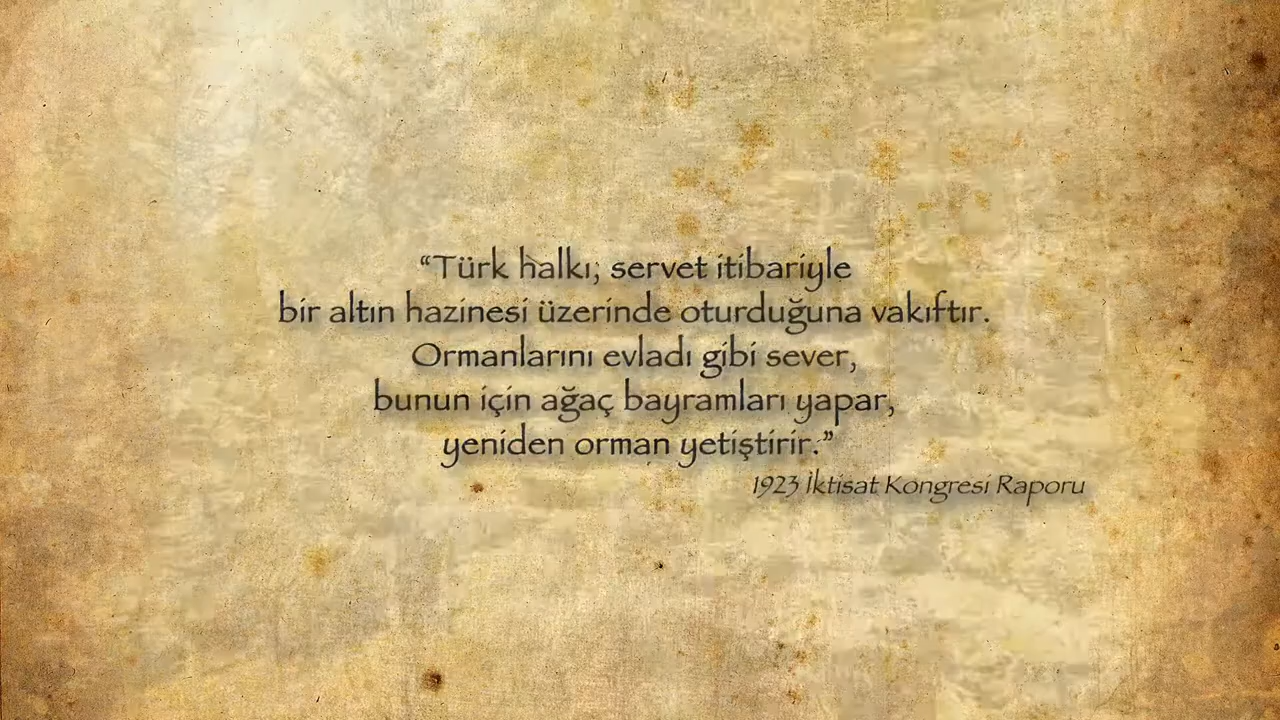 “Türk halkı; servet itibariyle
bir altın hazinesi üzerinde oturduğuna vakıftır.
Ormanlarını evladı gibi sever,
bunun için ağaç bayramları yapar,
yeniden orman yetiştirir.”
1923 İktisat Kongresi Raporu